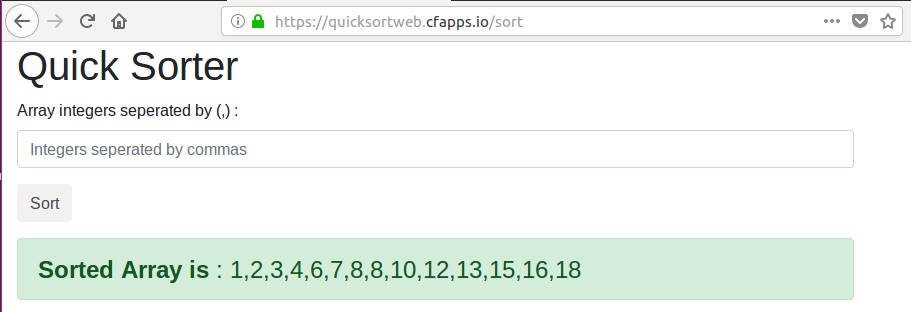 https://quicksortweb.cfapps.io/sort
Quick Sorter
Array integers seperated by (,) :
Integers seperated by commas
Sort
Sorted Array is : 1,2,3,4,6,7,8,8,10,12,13,15,16,18